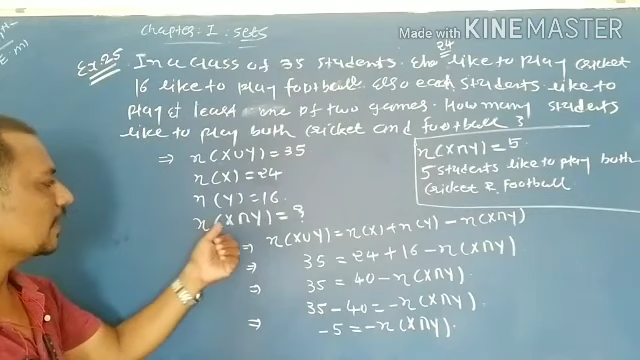 Made with KINEMASTER
chapter: 1. sets
Ex 25
In a class of 35 students. 24 like to play cricket
16 like to play football. also each students like to
play at least one of two games. How many students
like to play both cricket and football ?
⇒ n(X∪Y) = 35
n(X) = 24
n(Y) = 16.
n(X∩Y) = ?
n(X∩Y) = 5.
5 students like to play both
cricket & football
⇒ n(X∪Y) = n(X) + n(Y) - n(X∩Y)
⇒ 35 = 24 + 16 - n(X∩Y)
⇒ 35 = 40 - n(X∩Y).
35 - 40 = - n(X∩Y).
⇒ -5 = - n(X∩Y).